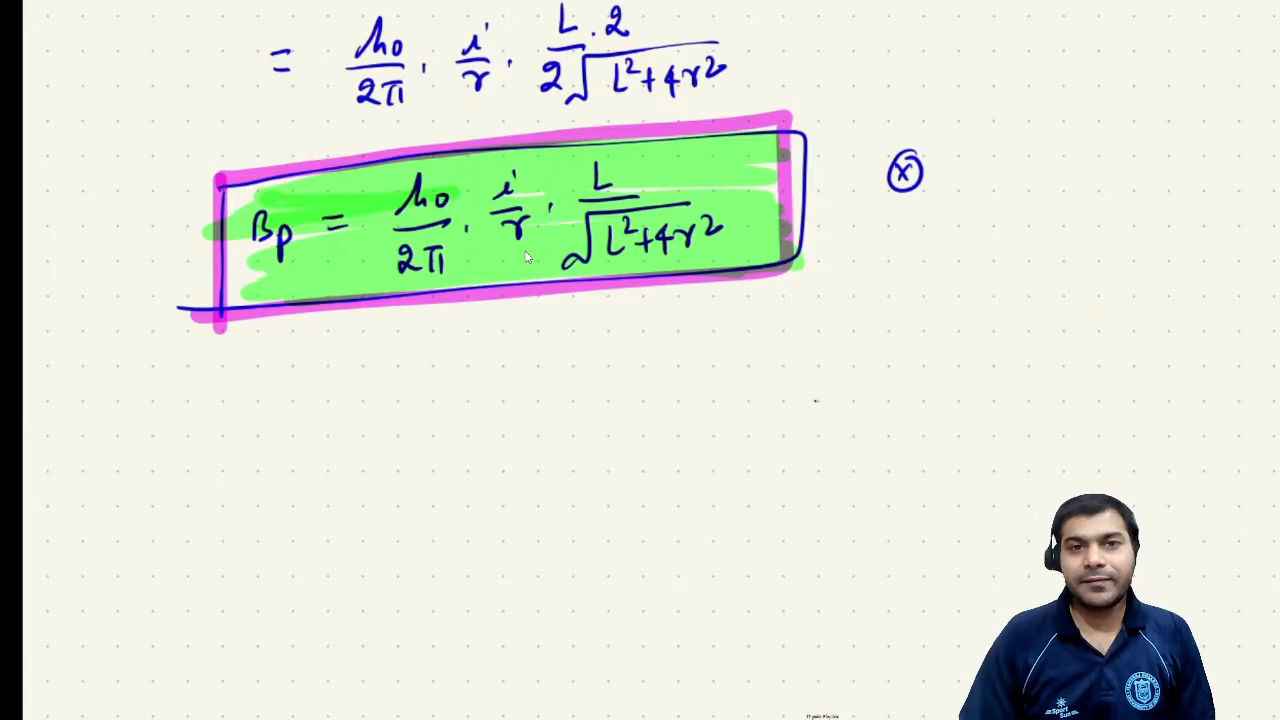 = μ0/2π · i/r · L.2/2√L²+4r²
Bp = μ0/2π · i/r · L/√L²+4r²
ⓧ